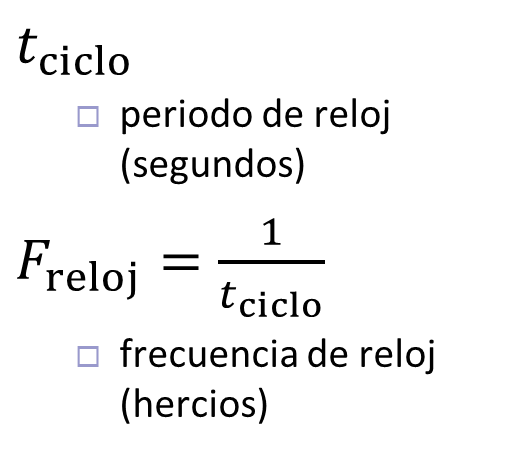 t_ciclo
□ periodo de reloj
(segundos)
F_reloj = 1/t_ciclo
□ frecuencia de reloj
(hercios)